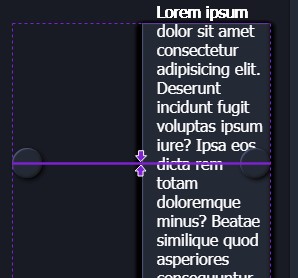 Lorem ipsum
dolor sit amet
consectetur
adipisicing elit.
Deserunt
incidunt fugit
voluptas ipsum
iure? Ipsa eos
dicta rem
totam
doloremque
minus? Beatae
similique quod
asperiores
consequuntur